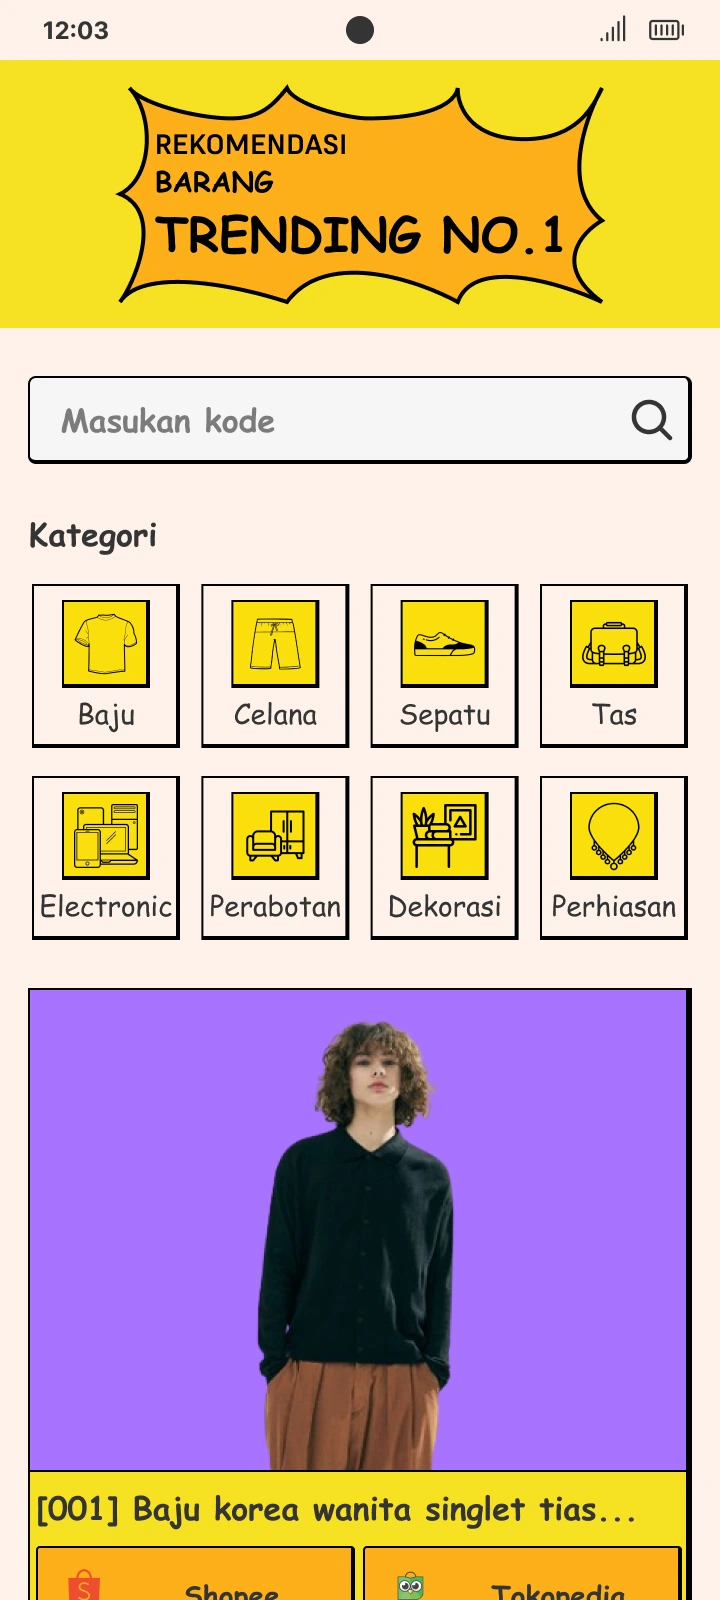 12:03
REKOMENDASI
BARANG
TRENDING NO.1
Masukan kode
Kategori
Baju
Celana
Sepatu
Tas
Electronic
Perabotan
Dekorasi
Perhiasan
[001] Baju korea wanita singlet tias...
Shopee
Tokopedia